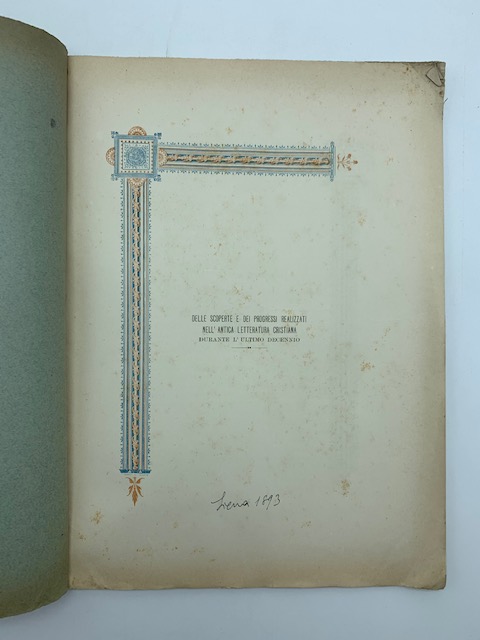 DELLE SCOPERTE E DEI PROGRESSI REALIZZATI
NELL' ANTICA LETTERATURA CRISTIANA
DURANTE L'ULTIMO DECENNIO
Siena 1893